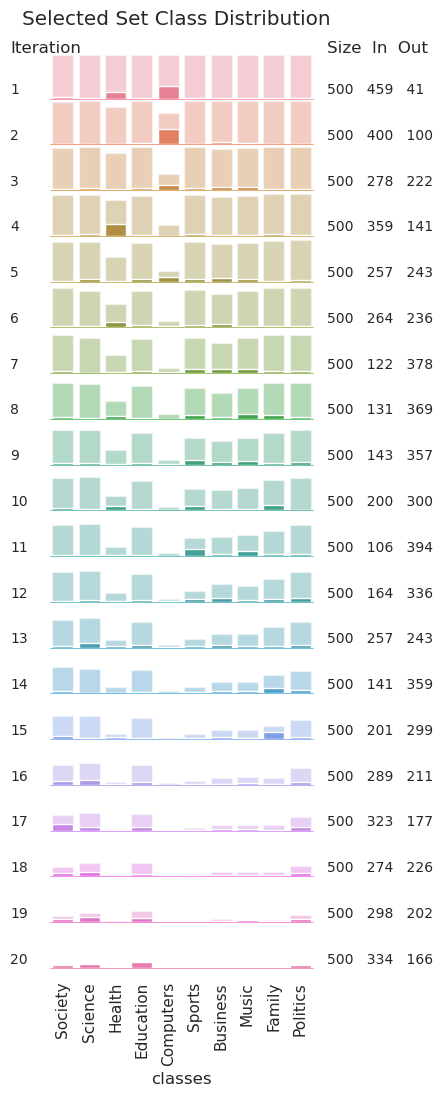 Selected Set Class Distribution
Iteration Size In Out
1 500 459 41
2 500 400 100
3 500 278 222
4 500 359 141
5 500 257 243
6 500 264 236
7 500 122 378
8 500 131 369
9 500 143 357
10 500 200 300
11 500 106 394
12 500 164 336
13 500 257 243
14 500 141 359
15 500 201 299
16 500 289 211
17 500 323 177
18 500 274 226
19 500 298 202
20 500 334 166
Society
Science
Health
Education
Computers
Sports
Business
Music
Family
Politics
classes